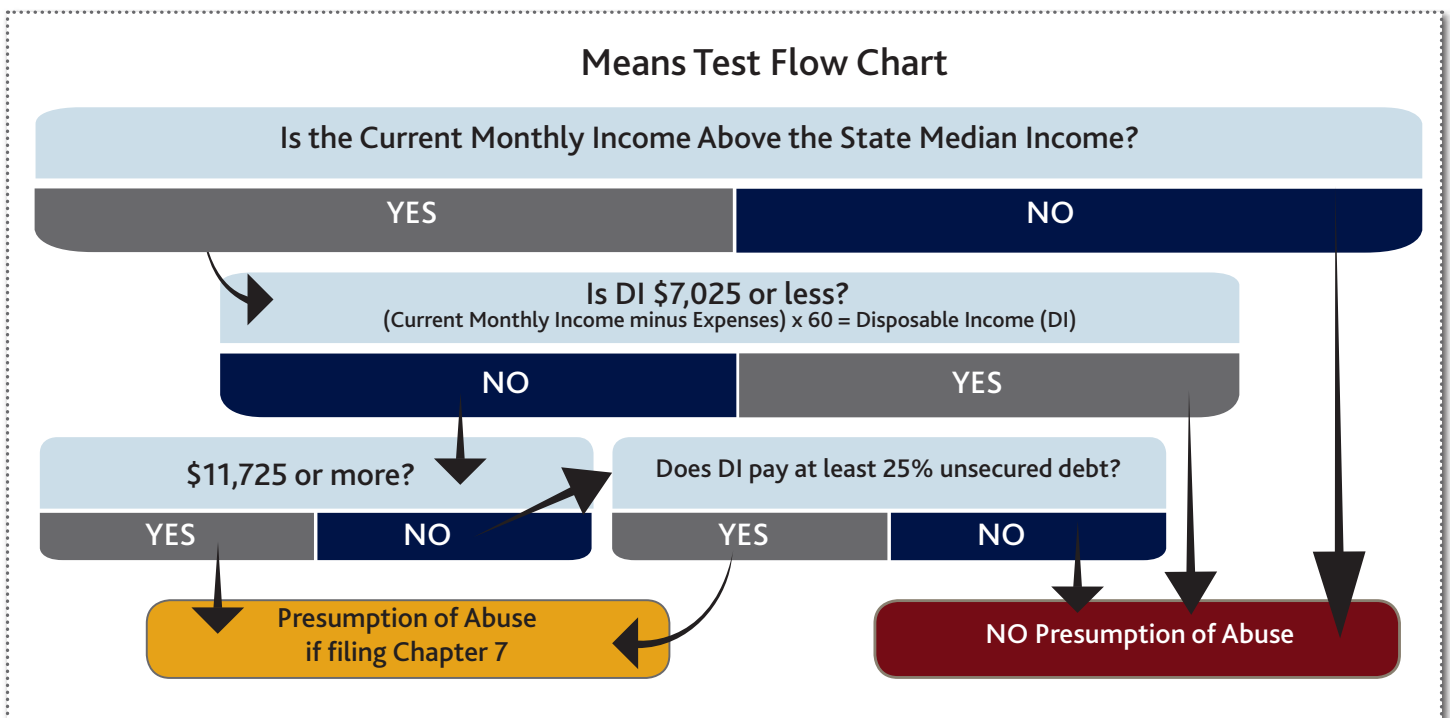 Means Test Flow Chart
Is the Current Monthly Income Above the State Median Income?
YES
NO
Is DI $7,025 or less?
(Current Monthly Income minus Expenses) x 60 = Disposable Income (DI)
NO
YES
$11,725 or more?
YES
NO
Does DI pay at least 25% unsecured debt?
YES
NO
Presumption of Abuse
if filing Chapter 7
NO Presumption of Abuse